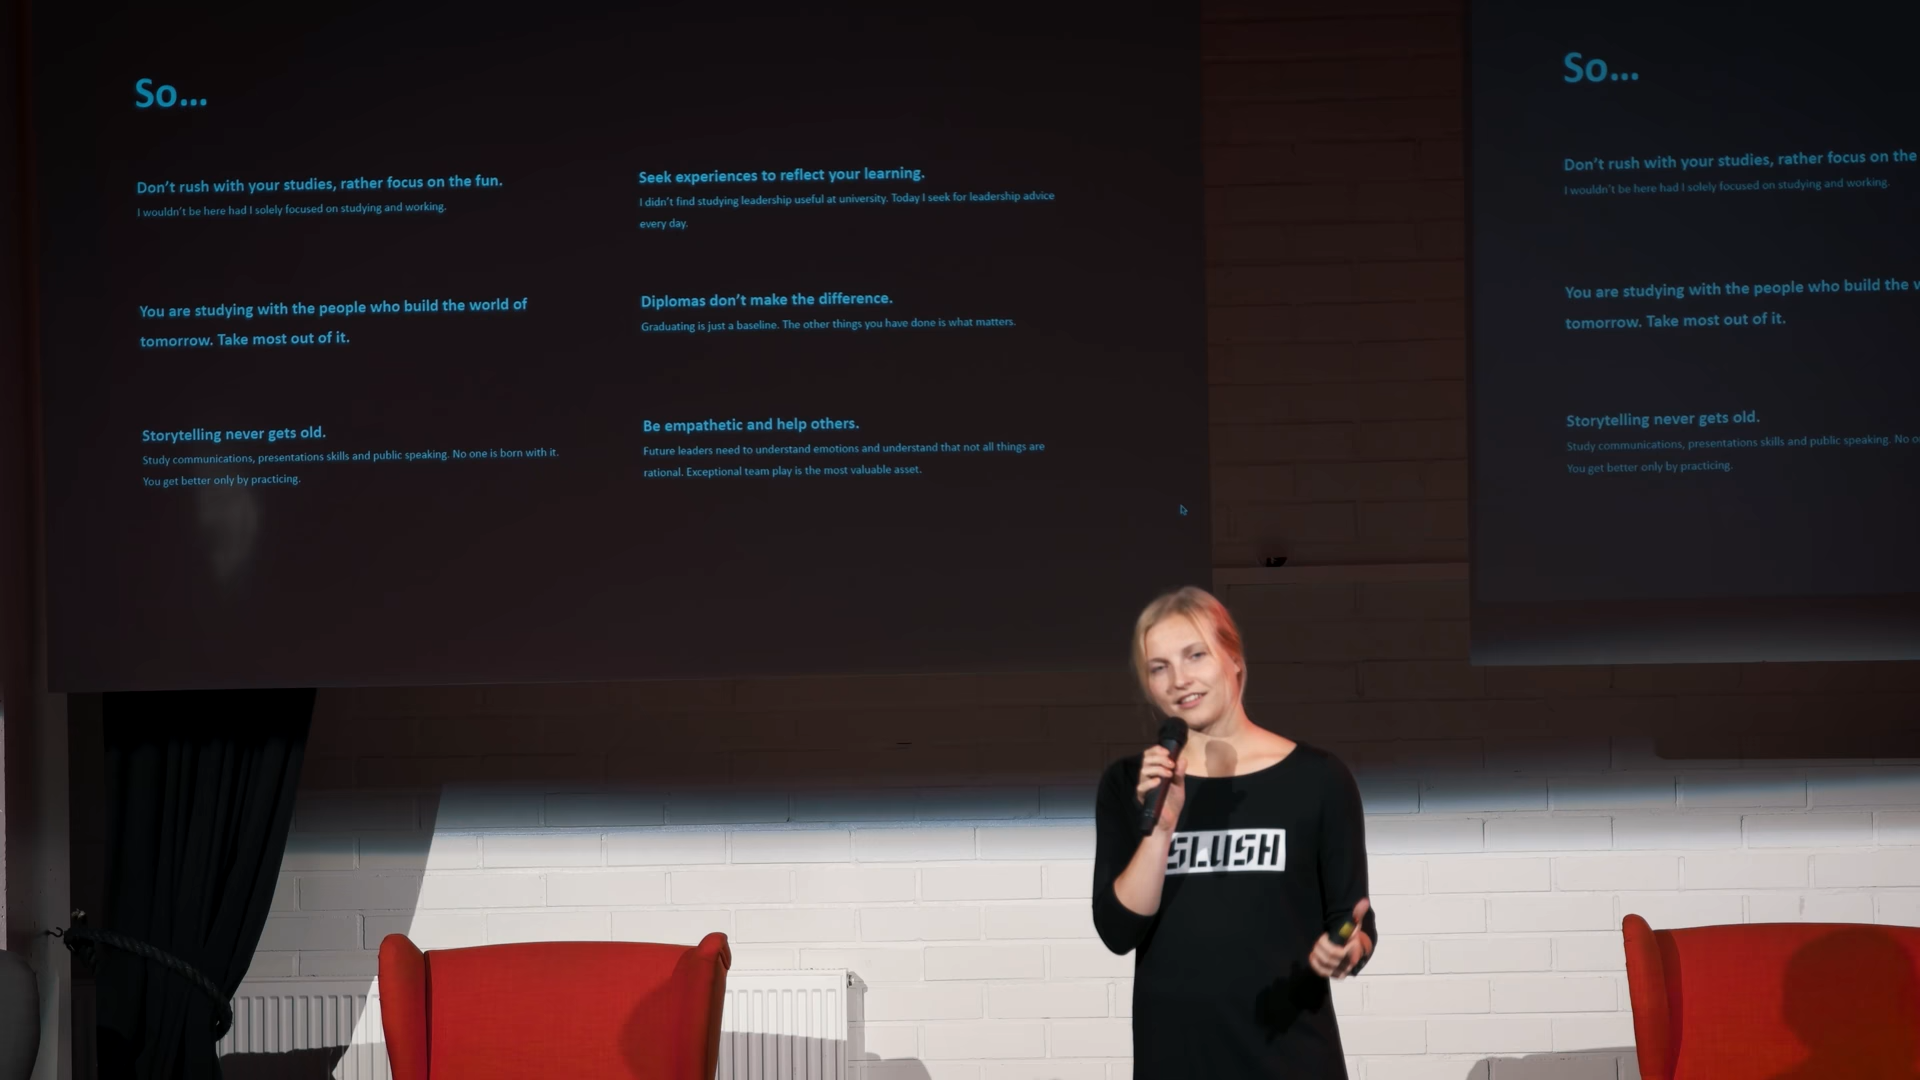 So...
Don't rush with your studies, rather focus on the fun.
I wouldn't be here had I solely focused on studying and working.
You are studying with the people who build the world of
tomorrow. Take most out of it.
Storytelling never gets old.
Study communications, presentations skills and public speaking. No one is born with it.
You get better only by practicing.
Seek experiences to reflect your learning.
I didn't find studying leadership useful at university. Today I seek for leadership advice
every day.
Diplomas don't make the difference.
Graduating is just a baseline. The other things you have done is what matters.
Be empathetic and help others.
Future leaders need to understand emotions and understand that not all things are
rational. Exceptional team play is the most valuable asset.
So...
Don't rush with your studies, rather focus on the
I wouldn't be here had I solely focused on studying and working.
You are studying with the people who build the
tomorrow. Take most out of it.
Storytelling never gets old.
Study communications, presentations skills and public speaking. No
You get better only by practicing.
SLUSH